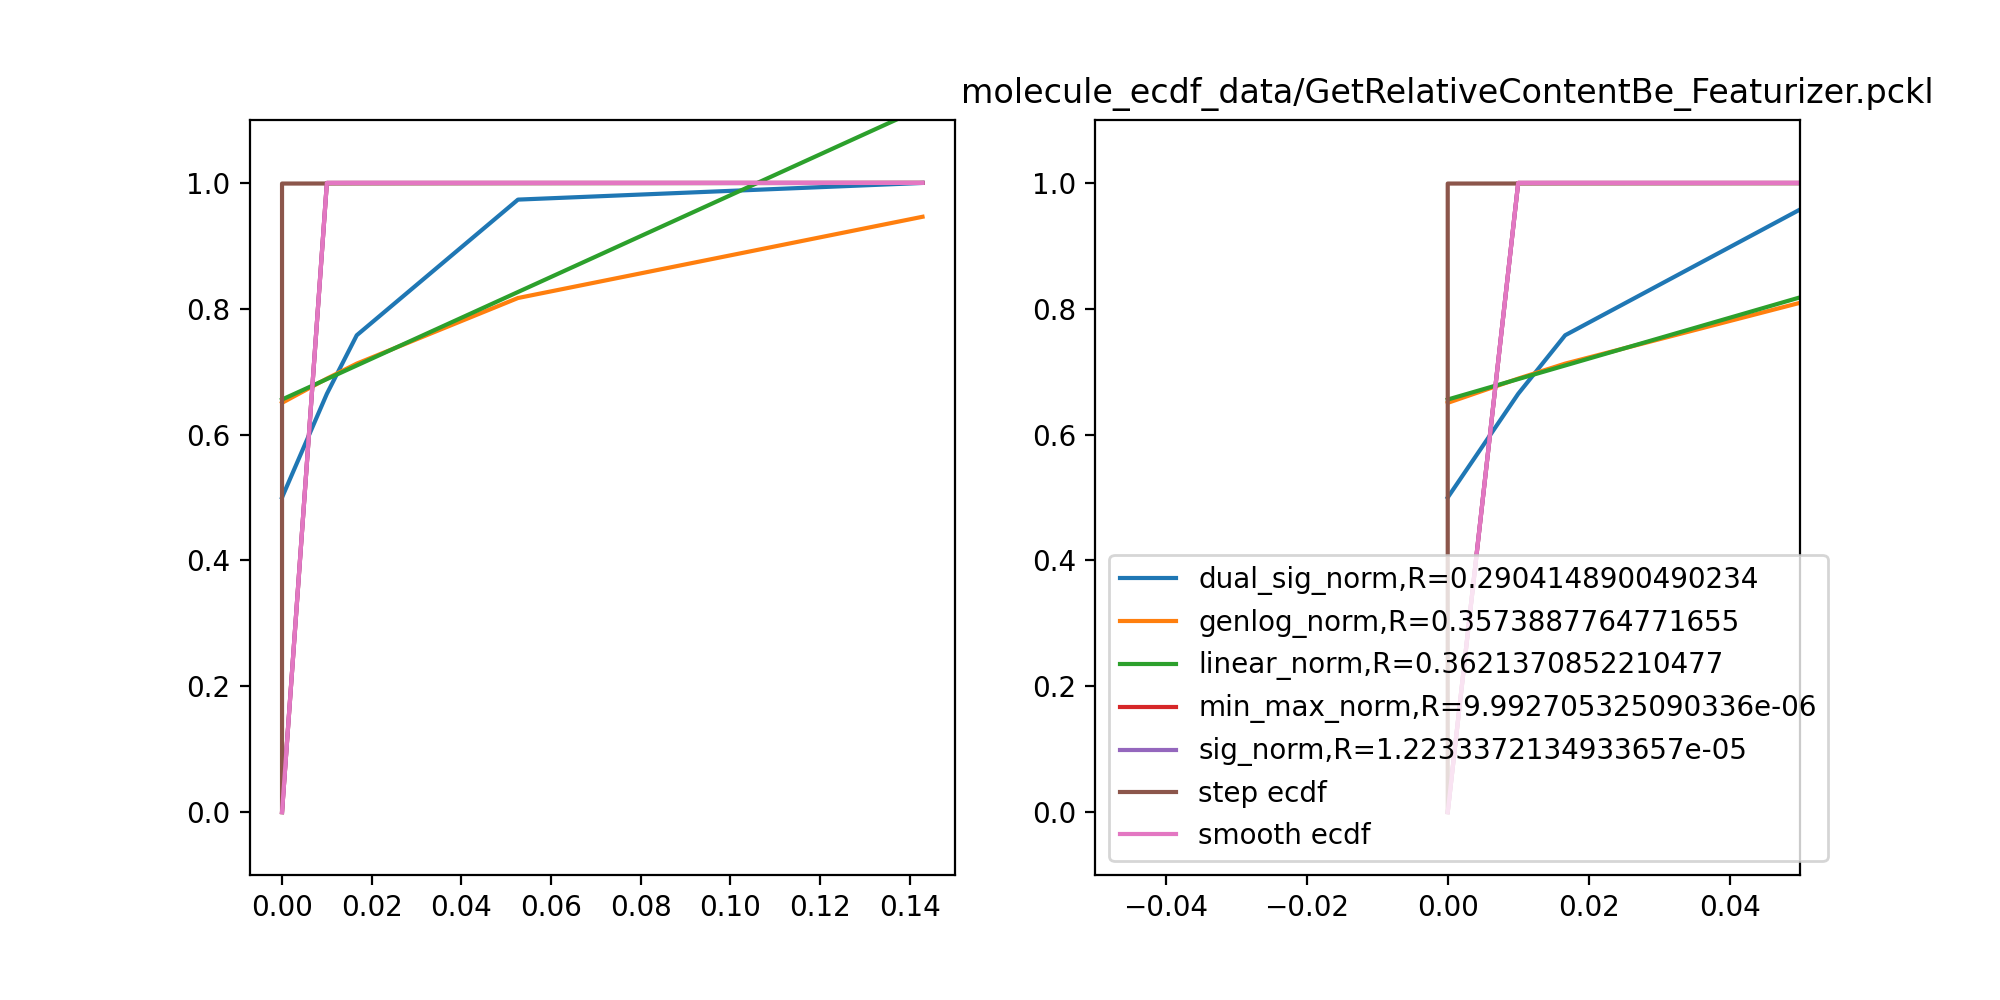 molecule_ecdf_data/GetRelativeContentBe_Featurizer.pckl
1.0
0.8
0.6
0.4
0.2
0.0
0.00 0.02 0.04 0.06 0.08 0.10 0.12 0.14
1.0
0.8
0.6
0.4
0.2
0.0
−0.04 −0.02 0.00 0.02 0.04
dual_sig_norm,R=0.2904148900490234
genlog_norm,R=0.3573887764771655
linear_norm,R=0.3621370852210477
min_max_norm,R=9.992705325090336e-06
sig_norm,R=1.2233372134933657e-05
step ecdf
smooth ecdf